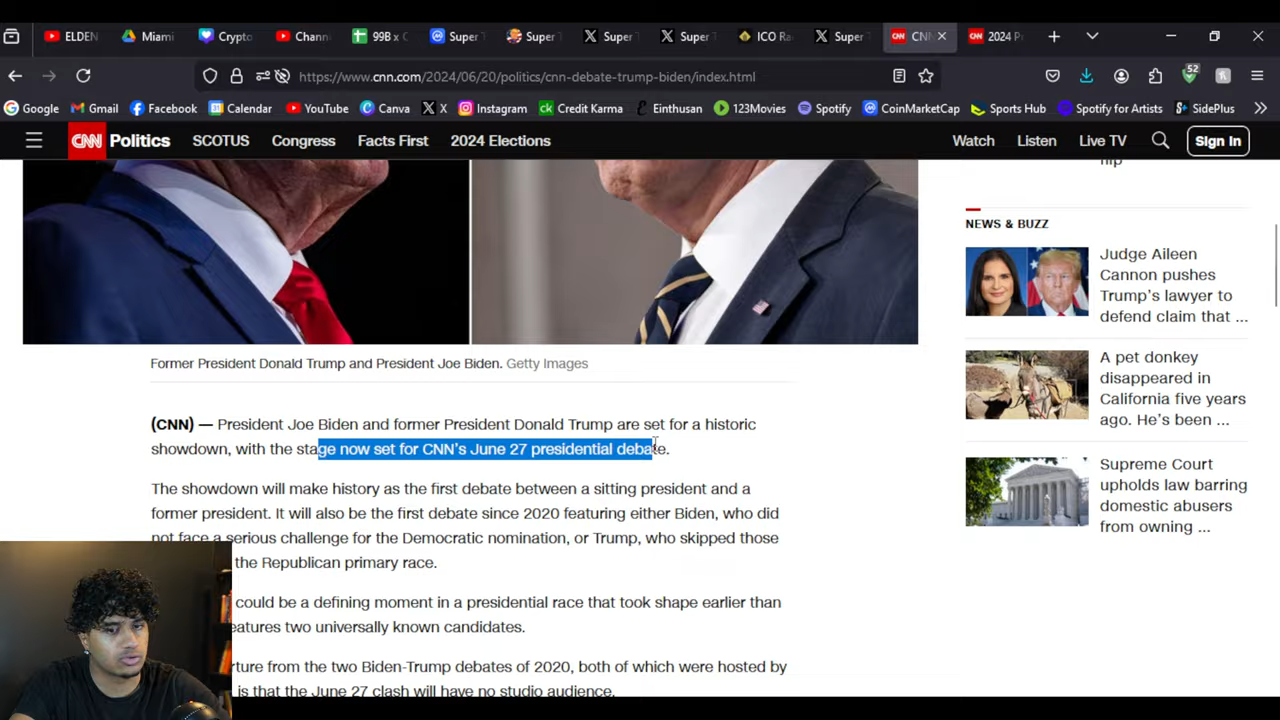 ELDEN
Miami
Crypto
Chann
99B x C
Super T
Super
Super
Super
ICO Ra
Super
CNN
2024 P
https://www.cnn.com/2024/06/20/politics/cnn-debate-trump-biden/index.html
52
Google
Gmail
Facebook
Calendar
YouTube
Canva
X
Instagram
Credit Karma
Einthusan
123Movies
Spotify
CoinMarketCap
Sports Hub
Spotify for Artists
SidePlus
CNN Politics
SCOTUS
Congress
Facts First
2024 Elections
Watch
Listen
Live TV
Sign In
NEWS & BUZZ
Judge Aileen
Cannon pushes
Trump's lawyer to
defend claim that ...
A pet donkey
disappeared in
California five years
ago. He's been ...
Supreme Court
upholds law barring
domestic abusers
from owning ...
Former President Donald Trump and President Joe Biden. Getty Images
(CNN) — President Joe Biden and former President Donald Trump are set for a historic
showdown, with the stage now set for CNN's June 27 presidential debate.
The showdown will make history as the first debate between a sitting president and a
former president. It will also be the first debate since 2020 featuring either Biden, who did
not face a serious challenge for the Democratic nomination, or Trump, who skipped those
the Republican primary race.
could be a defining moment in a presidential race that took shape earlier than
eatures two universally known candidates.
rture from the two Biden-Trump debates of 2020, both of which were hosted by
is that the June 27 clash will have no studio audience.